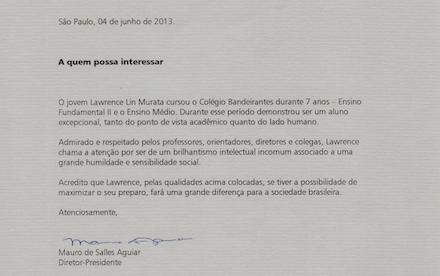 São Paulo, 04 de junho de 2013.
A quem possa interessar
O jovem Lawrence Lin Murata cursou o Colégio Bandeirantes durante 7 anos – Ensino
Fundamental II e o Ensino Médio. Durante esse período demonstrou ser um aluno
excepcional, tanto do ponto de vista acadêmico quanto do lado humano.
Admirado e respeitado pelos professores, orientadores, diretores e colegas, Lawrence
chama a atenção por ser de um brilhantismo intelectual incomum associado a uma
grande humildade e sensibilidade social.
Acredito que Lawrence, pelas qualidades acima colocadas, se tiver a possibilidade de
maximizar o seu preparo, fará uma grande diferença para a sociedade brasileira.
Atenciosamente,
Mauro de Salles Aguiar
Diretor-Presidente